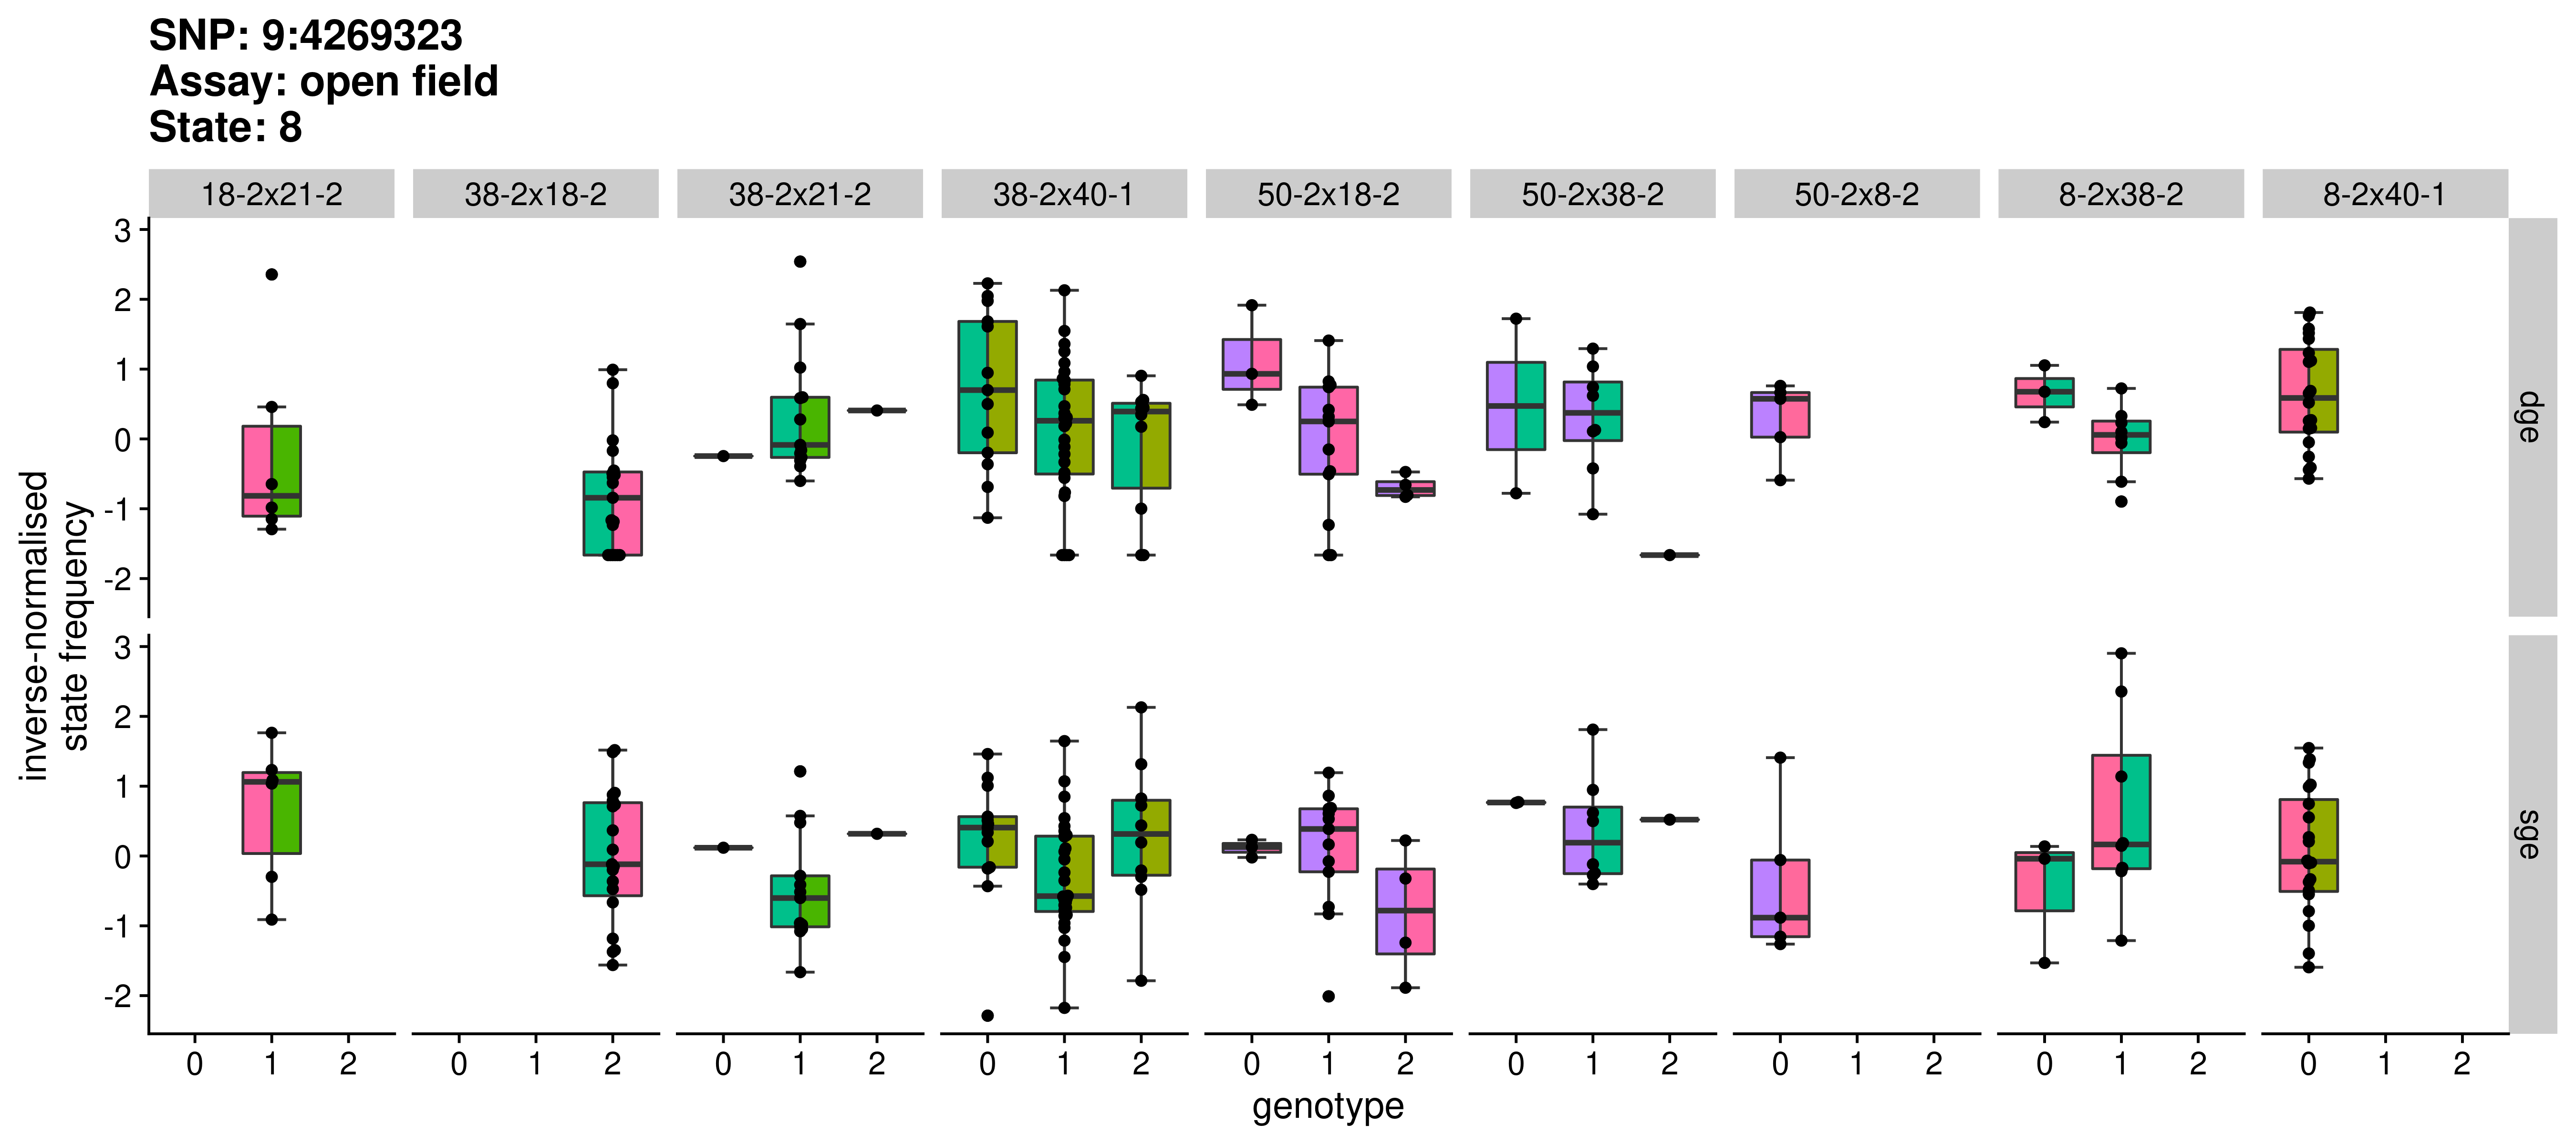 SNP: 9:4269323
Assay: open field
State: 8
18-2x21-2 38-2x18-2 38-2x21-2 38-2x40-1 50-2x18-2 50-2x38-2 50-2x8-2 8-2x38-2 8-2x40-1
3
2
1
0
-1
-2
dge
3
2
1
0
-1
-2
sge
inverse-normalised
state frequency
0 1 2 0 1 2 0 1 2 0 1 2 0 1 2 0 1 2 0 1 2 0 1 2 0 1 2
genotype